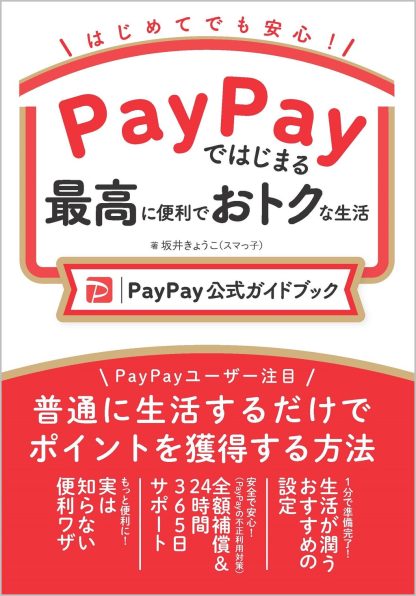 \はじめてでも安心!/
PayPay
ではじまる
最高に便利でおトクな生活
著 坂井きょうこ(スマっ子)
PayPay公式ガイドブック
\PayPayユーザー注目/
普通に生活するだけで
ポイントを獲得する方法
1分で準備完了!
生活が潤う
おすすめの
設定
安全で安心!
(PayPayの不正利用対策)
全額補償&
24時間
365日
サポート
もっと便利に!
実は
知らない
便利ワザ